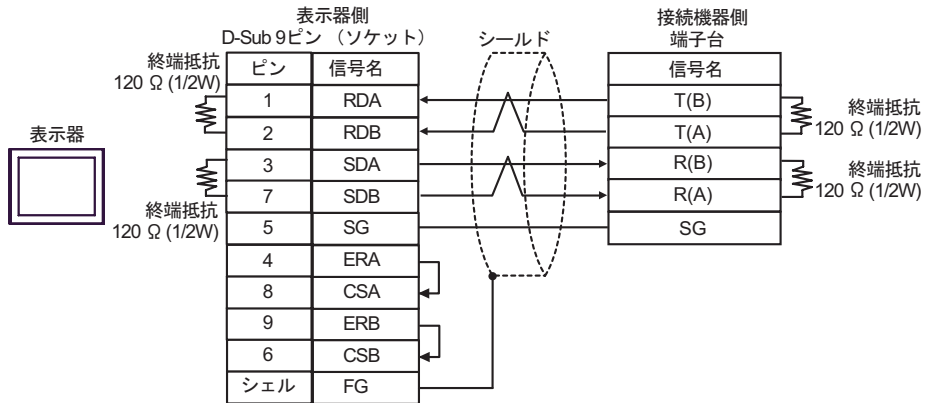 表示器側
D-Sub 9ピン （ソケット）
シールド
接続機器側
端子台
終端抵抗
120 Ω (1/2W)
ピン 信号名
信号名
1 RDA
T(B)
2 RDB
T(A)
終端抵抗
120 Ω (1/2W)
表示器
3 SDA
R(B)
7 SDB
R(A)
終端抵抗
120 Ω (1/2W)
終端抵抗
120 Ω (1/2W)
5 SG
SG
4 ERA
8 CSA
9 ERB
6 CSB
シェル FG